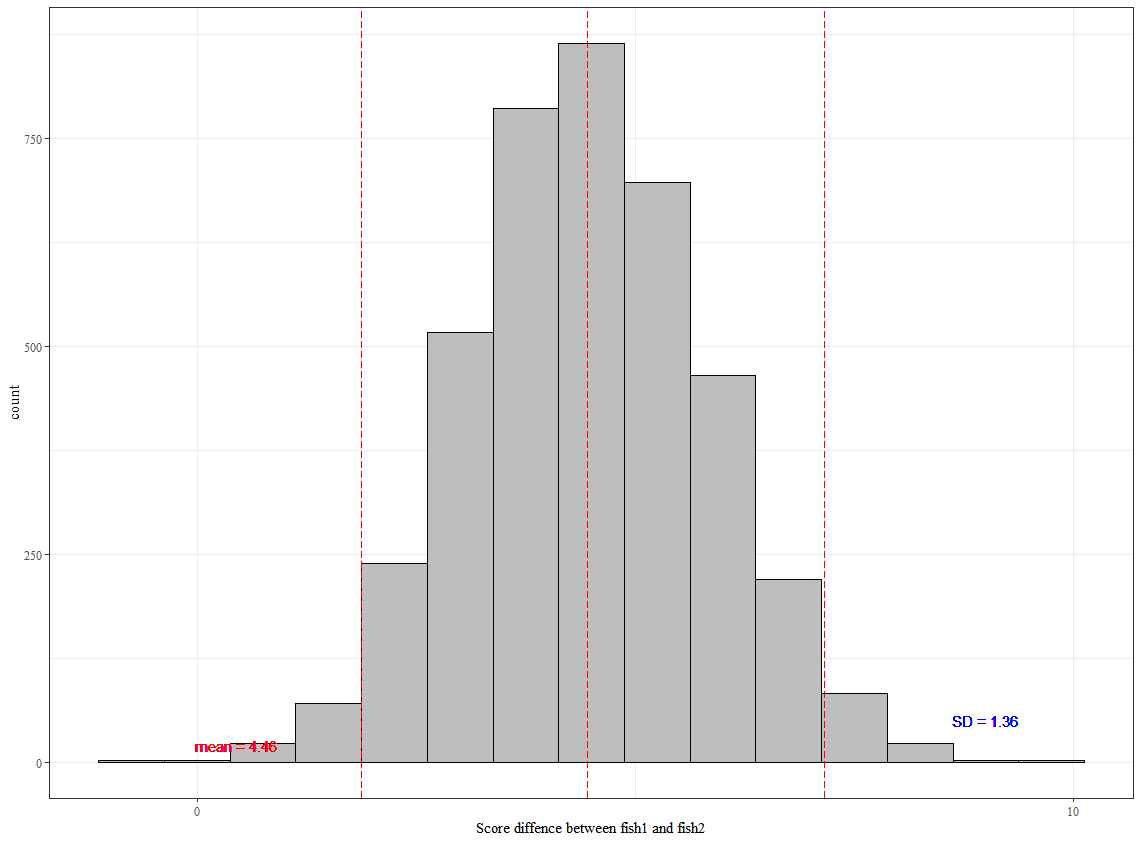 750
500
250
0
count
mean = 4.46
SD = 1.36
0
10
Score diffence between fish1 and fish2